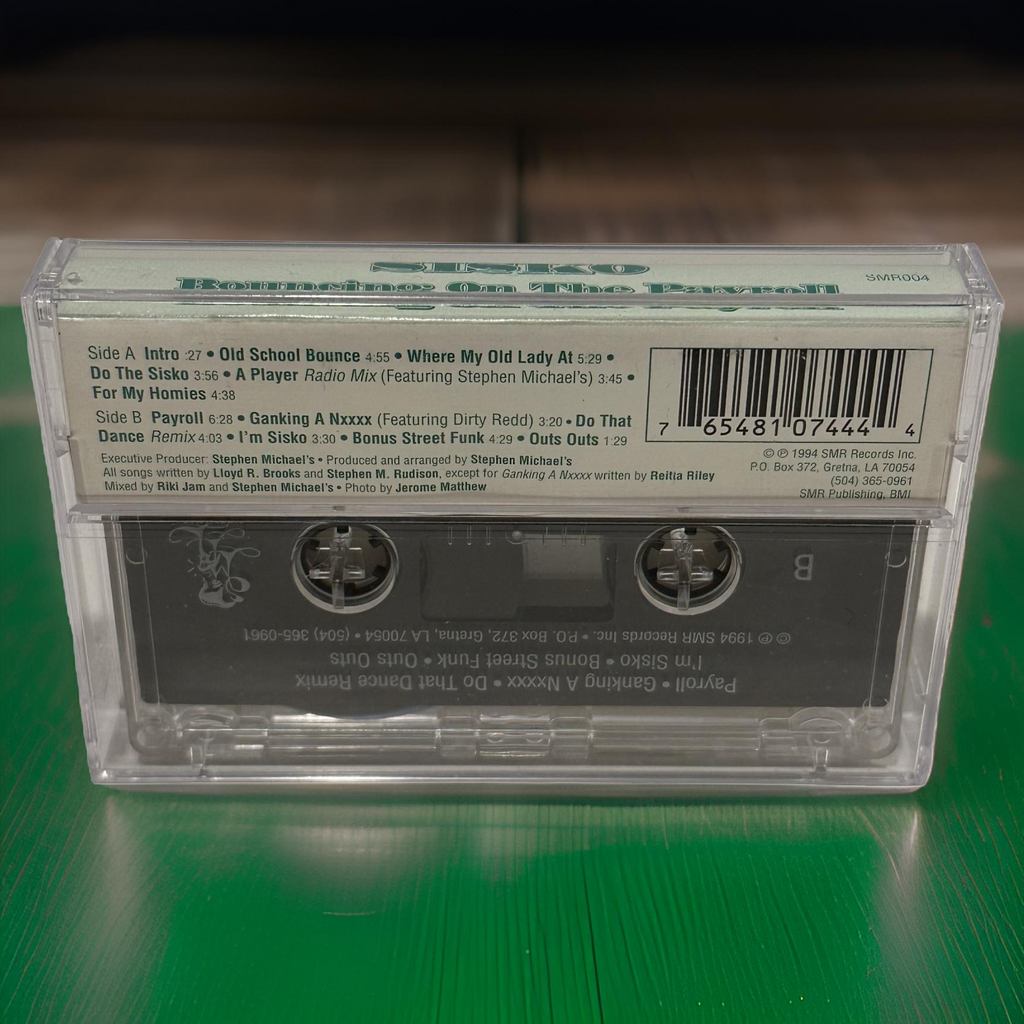 SISKO
Bouncing On The Payroll
SMR004
Side A Intro :27 • Old School Bounce 4:55 • Where My Old Lady At 5:29 •
Do The Sisko 3:56 • A Player Radio Mix (Featuring Stephen Michael's) 3:45 •
For My Homies 4:38
Side B Payroll 6:28 • Ganking A Nxxxx (Featuring Dirty Redd) 3:20 • Do That
Dance Remix 4:03 • I'm Sisko 3:30 • Bonus Street Funk 4:29 • Outs Outs 1:29
Executive Producer: Stephen Michael's • Produced and arranged by Stephen Michael's
All songs written by Lloyd R. Brooks and Stephen M. Rudison, except for Ganking A Nxxxx written by Reitia Riley
Mixed by Riki Jam and Stephen Michael's • Photo by Jerome Matthew
7 65481 07444 4
© ℗ 1994 SMR Records Inc.
P.O. Box 372, Gretna, LA 70054
(504) 365-0961
SMR Publishing, BMI
B
© ℗ 1994 SMR Records Inc. • P.O. Box 372, Gretna, LA 70054 • (504) 365-0961
I'm Sisko • Bonus Street Funk • Outs Outs
Payroll • Ganking A Nxxxx • Do That Dance Remix